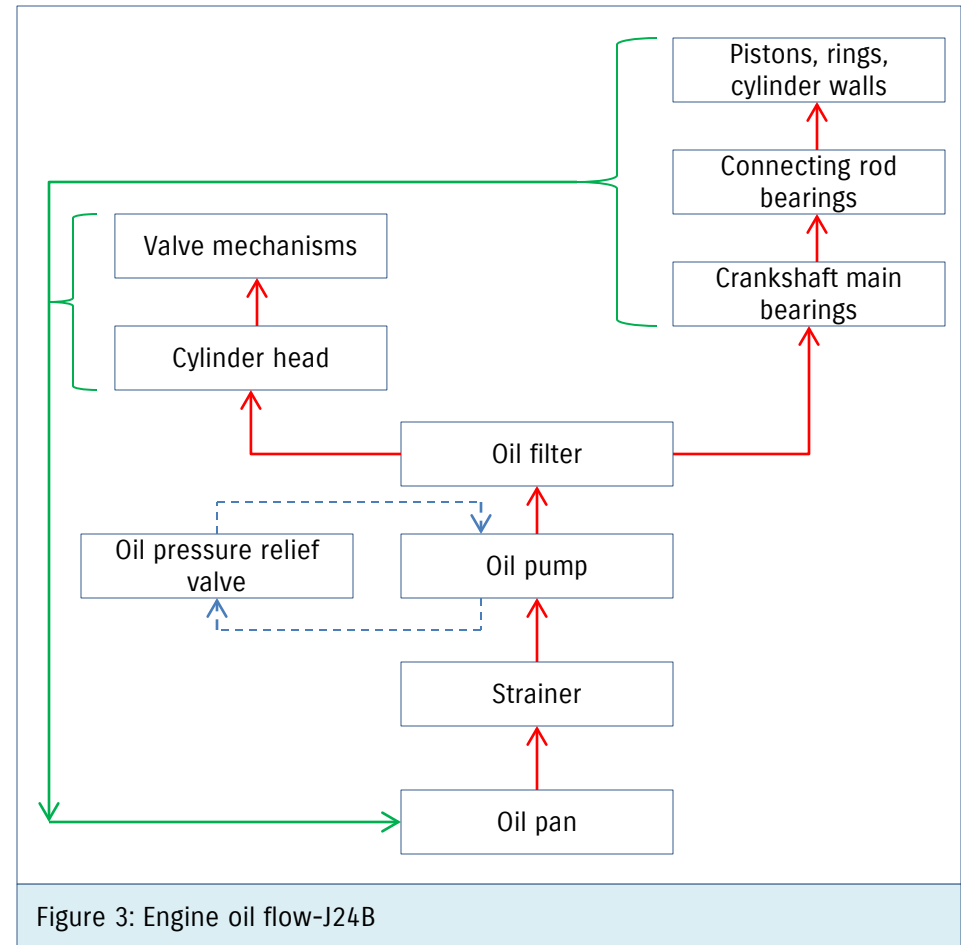 Pistons, rings,
cylinder walls
Connecting rod
bearings
Valve mechanisms
Crankshaft main
bearings
Cylinder head
Oil filter
Oil pressure relief
valve
Oil pump
Strainer
Oil pan
Figure 3: Engine oil flow-J24B